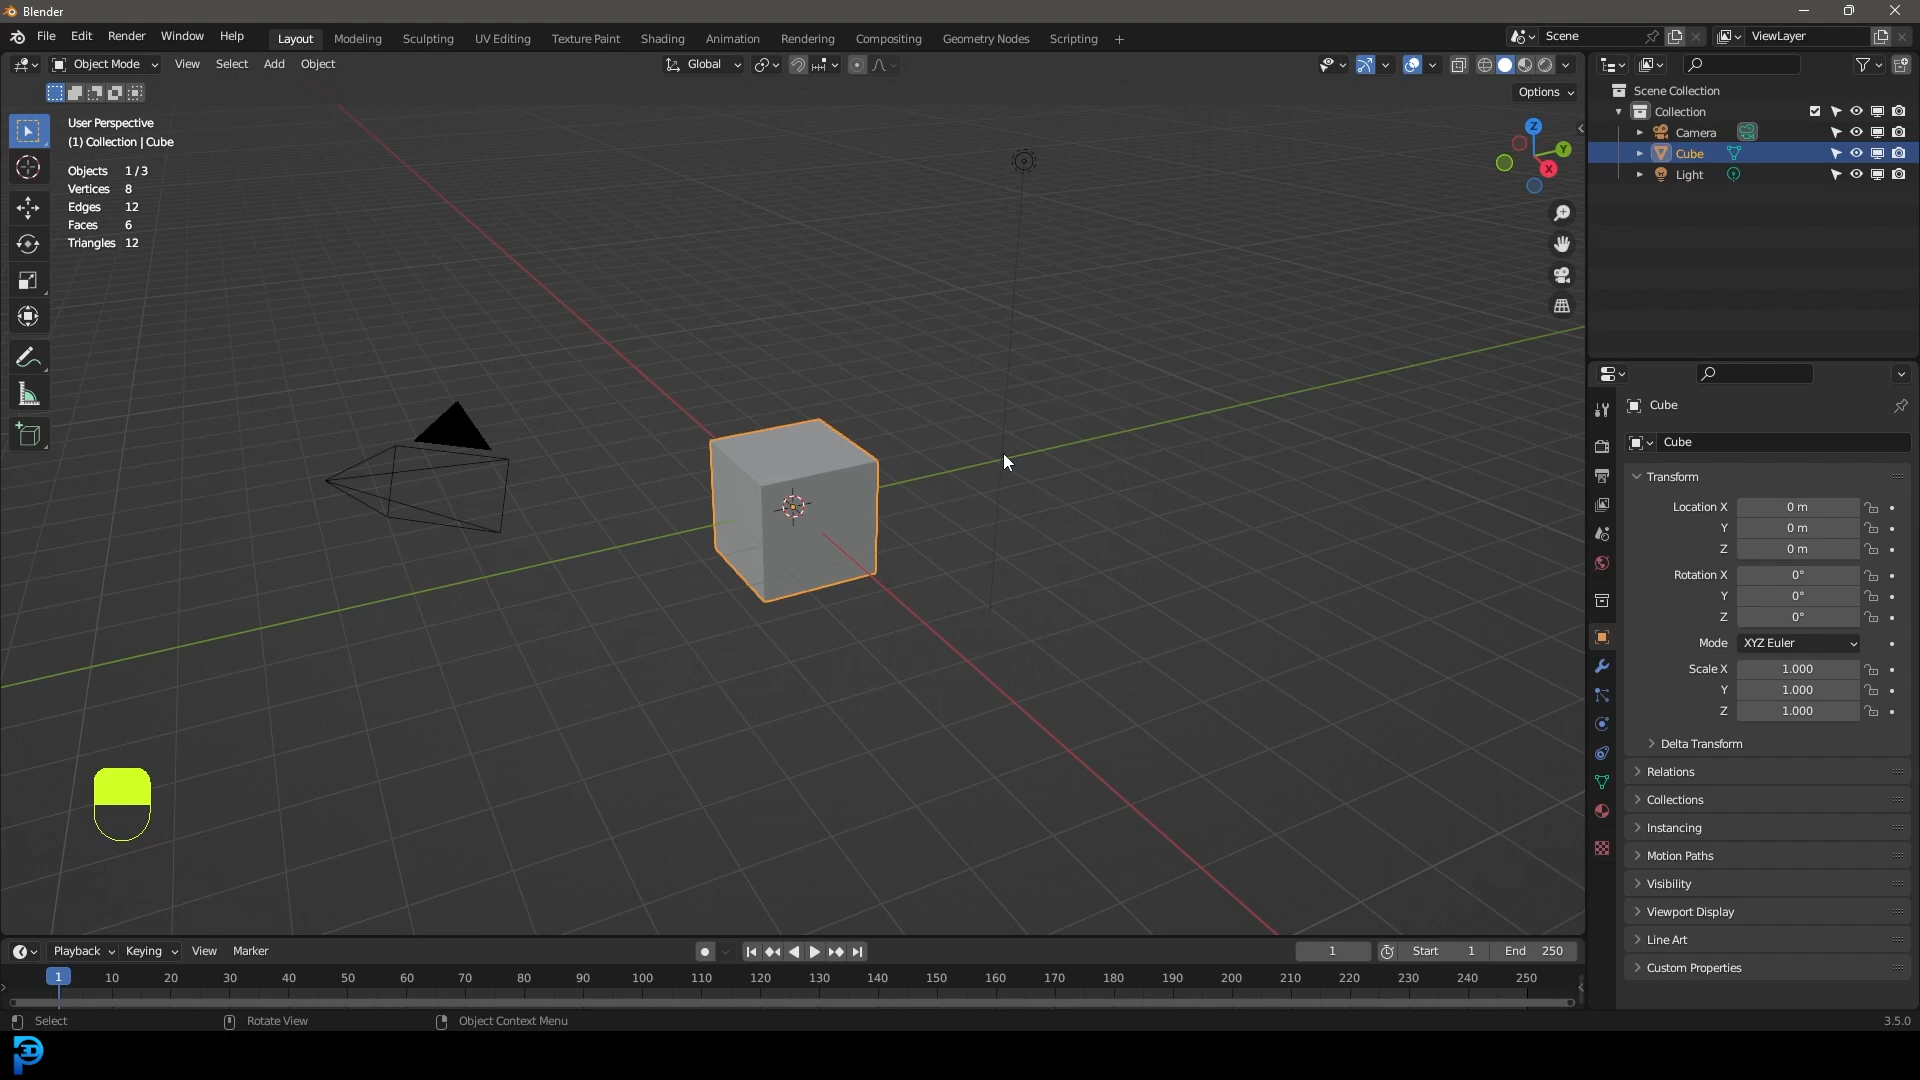 Blender
File Edit Render Window Help Layout Modeling Sculpting UV Editing Texture Paint Shading Animation Rendering Compositing Geometry Nodes Scripting + Scene ViewLayer
Object Mode View Select Add Object Global
Options
User Perspective
(1) Collection | Cube
Objects 1/3
Vertices 8
Edges 12
Faces 6
Triangles 12
Z
Y
X
Scene Collection
Collection
Camera
Cube
Light
Cube
Cube
Transform
Location X 0 m
Y 0 m
Z 0 m
Rotation X 0°
Y 0°
Z 0°
Mode XYZ Euler
Scale X 1.000
Y 1.000
Z 1.000
Delta Transform
Relations
Collections
Instancing
Motion Paths
Visibility
Viewport Display
Line Art
Custom Properties
Playback Keying View Marker 1 Start 1 End 250
1 10 20 30 40 50 60 70 80 90 100 110 120 130 140 150 160 170 180 190 200 210 220 230 240 250
Select Rotate View Object Context Menu 3.5.0